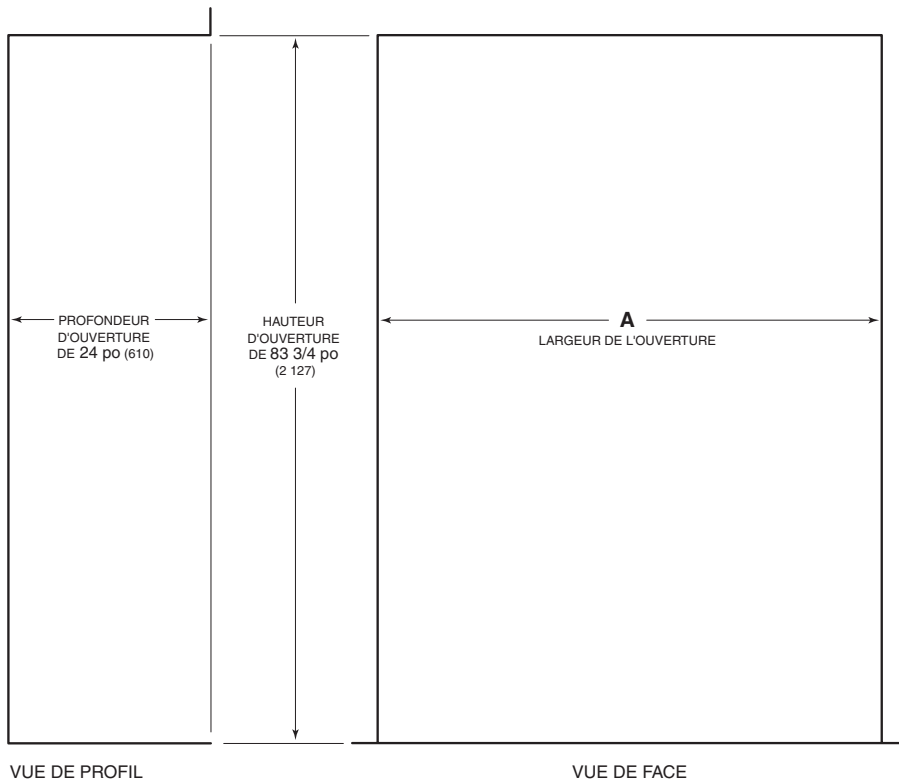 PROFONDEUR
D'OUVERTURE
DE 24 po (610)
HAUTEUR
D'OUVERTURE
DE 83 3/4 po
(2 127)
A
LARGEUR DE L'OUVERTURE
VUE DE PROFIL
VUE DE FACE